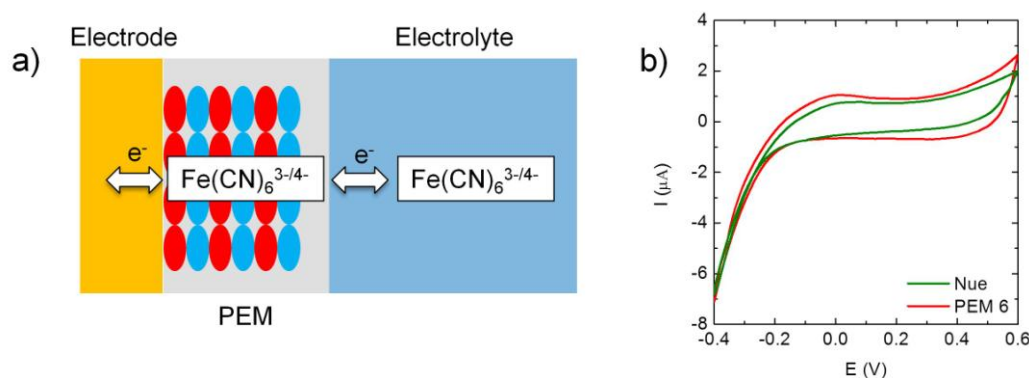 a)
Electrode
Electrolyte
e-
e-
Fe(CN)6 3-/4-
Fe(CN)6 3-/4-
PEM
b)
4
2
0
-2
-4
-6
-8
I (μA)
Nue
PEM 6
-0.4
-0.2
0.0
0.2
0.4
0.6
E (V)